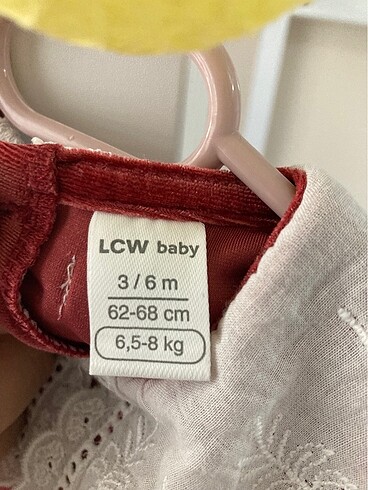 LCW baby
3 / 6 m
62-68 cm
6,5-8 kg